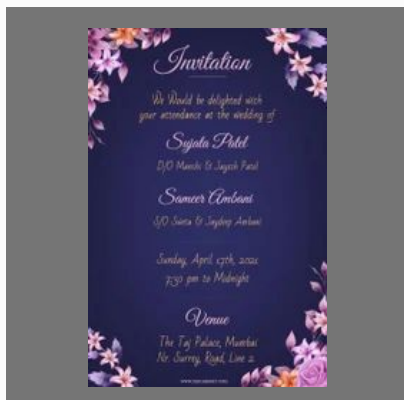 Invitation
We Would be delighted with
your attendance at the wedding of
Sujata Patel
D/O Manshi & Jayesh Patel
Sameer Ambani
S/O Sunta & Jaydeep Ambani
Sunday, April 17th, 2021
7:30 pm to Midnight
Venue
The Taj Palace, Mumbai
Nr. Surrey, Road, Line 2.